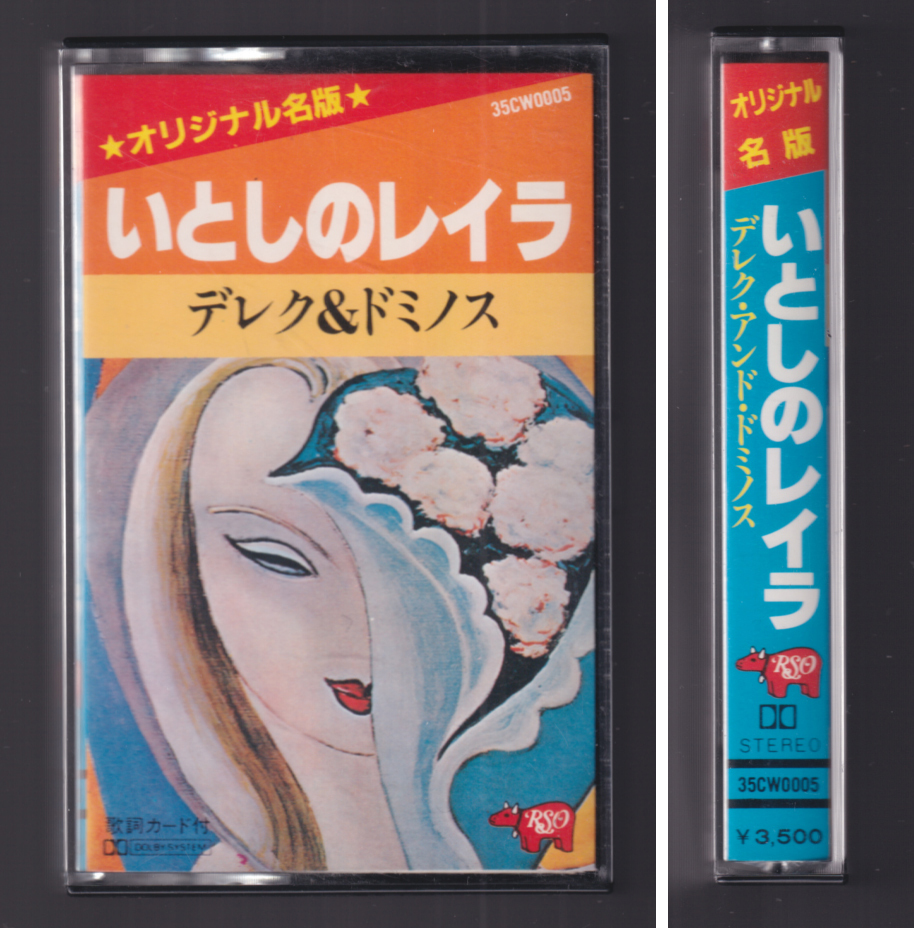 ★オリジナル名版★
35CW0005
いとしのレイラ
デレク&ドミノス
歌詞カード付
DOLBY SYSTEM
RSO
オリジナル
名版
いとしのレイラ
デレク・アンド・ドミノス
RSO
STEREO
35CW0005
¥3,500